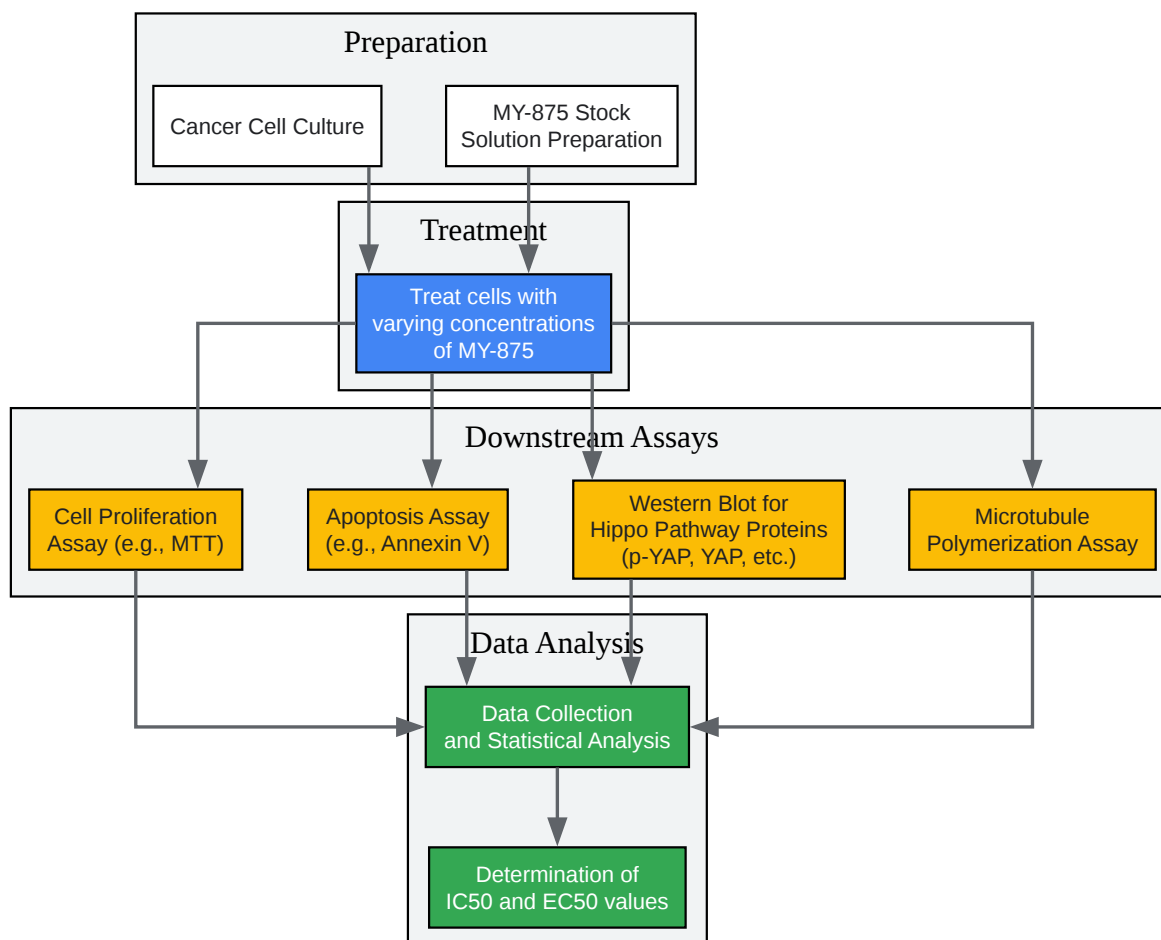 Preparation
Cancer Cell Culture
MY-875 Stock
Solution Preparation
Treatment
Treat cells with
varying concentrations
of MY-875
Downstream Assays
Cell Proliferation
Assay (e.g., MTT)
Apoptosis Assay
(e.g., Annexin V)
Western Blot for
Hippo Pathway Proteins
(p-YAP, YAP, etc.)
Microtubule
Polymerization Assay
Data Analysis
Data Collection
and Statistical Analysis
Determination of
IC50 and EC50 values